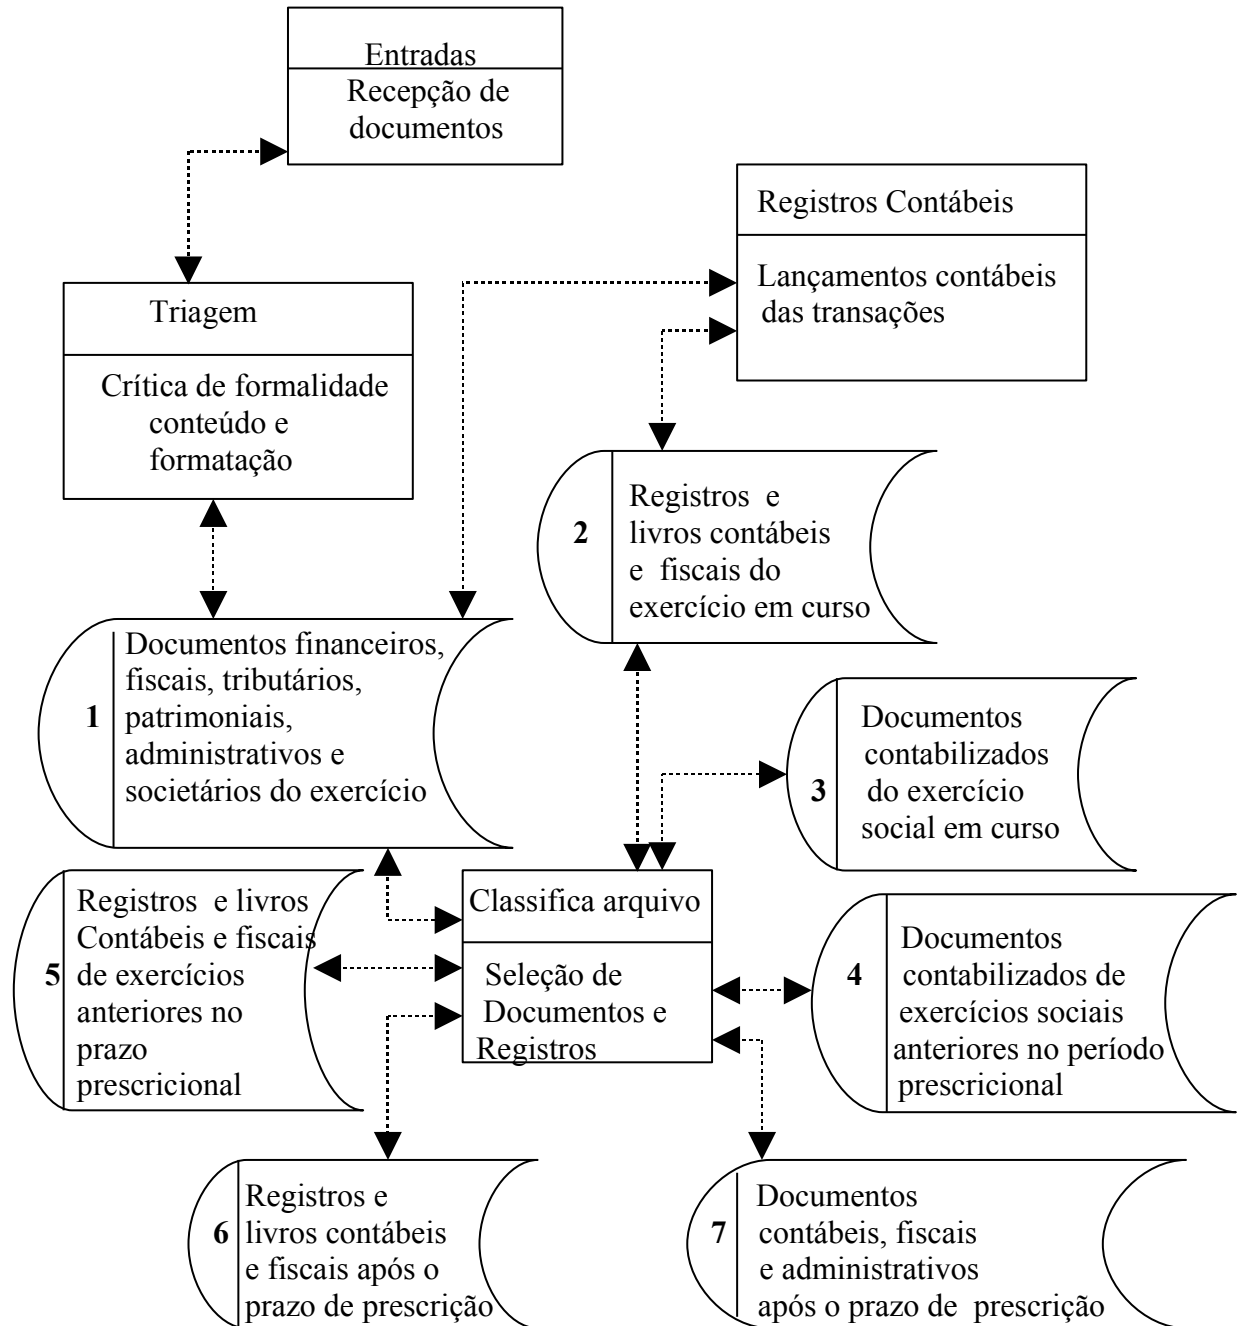 Entradas
Recepção de
documentos
Registros Contábeis
Lançamentos contábeis
das transações
Triagem
Crítica de formalidade
conteúdo e
formatação
2
Registros e
livros contábeis
e fiscais do
exercício em curso
1
Documentos financeiros,
fiscais, tributários,
patrimoniais,
administrativos e
societários do exercício
3
Documentos
contabilizados
do exercício
social em curso
Classifica arquivo
Seleção de
Documentos e
Registros
5
Registros e livros
Contábeis e fiscais
de exercícios
anteriores no
prazo
prescricional
4
Documentos
contabilizados de
exercícios sociais
anteriores no período
prescricional
6
Registros e
livros contábeis
e fiscais após o
prazo de prescrição
7
Documentos
contábeis, fiscais
e administrativos
após o prazo de prescrição